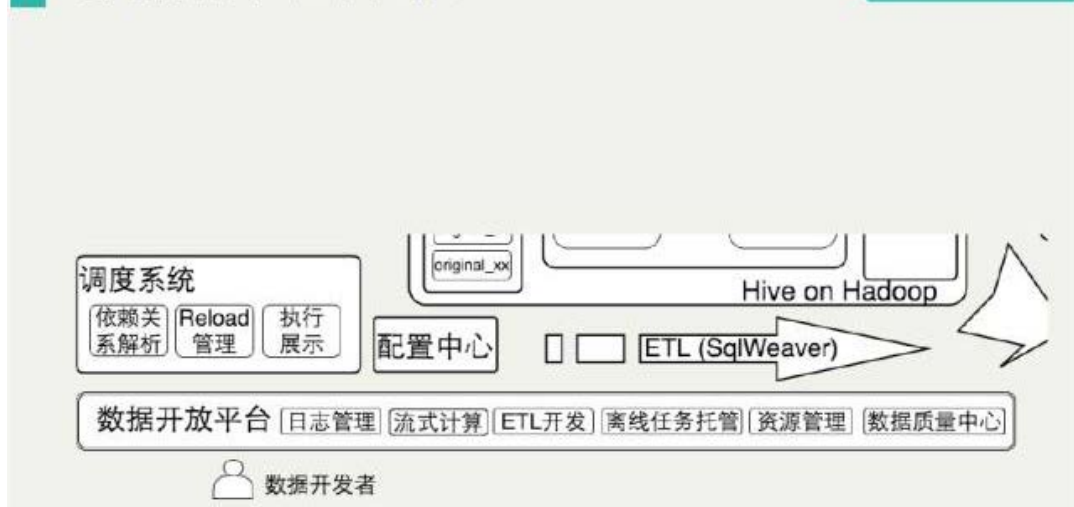 original_xx
Hive on Hadoop
调度系统
依赖关
系解析
Reload
管理
执行
展示
配置中心
ETL (SqlWeaver)
数据开放平台 日志管理 流式计算 ETL开发 离线任务托管 资源管理 数据质量中心
数据开发者